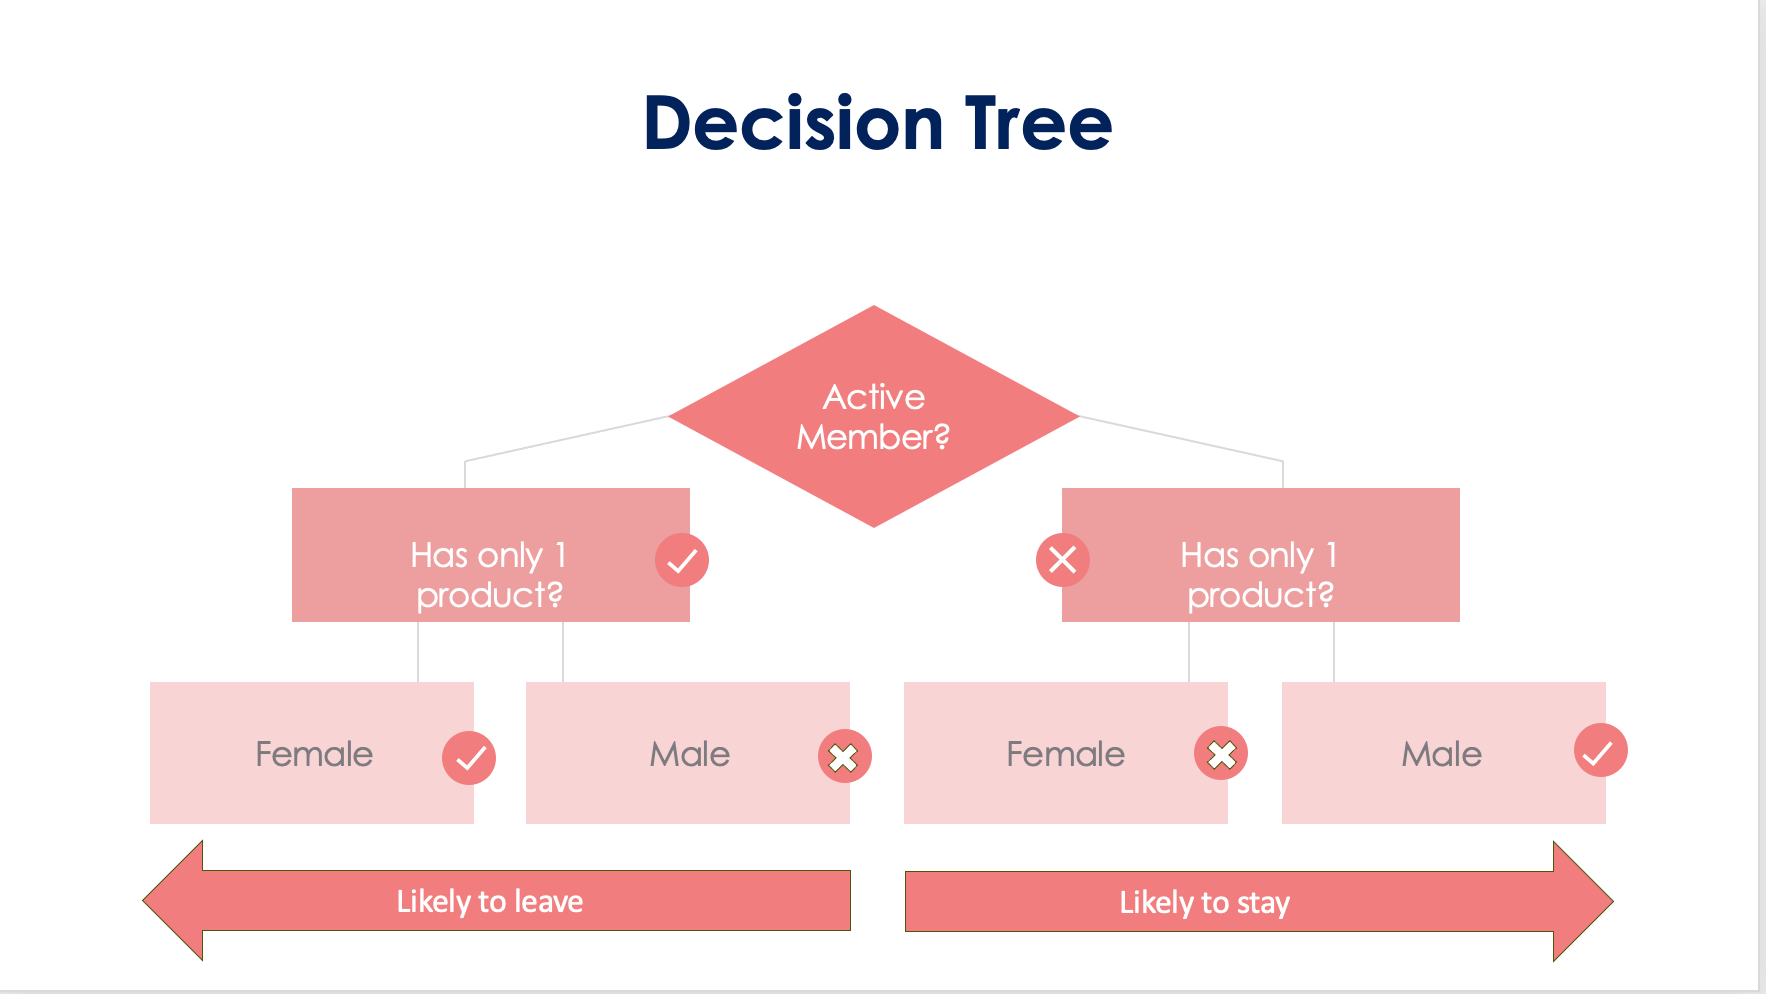 Decision Tree
Active
Member?
Has only 1
product?
Has only 1
product?
Female
Male
Female
Male
Likely to leave
Likely to stay